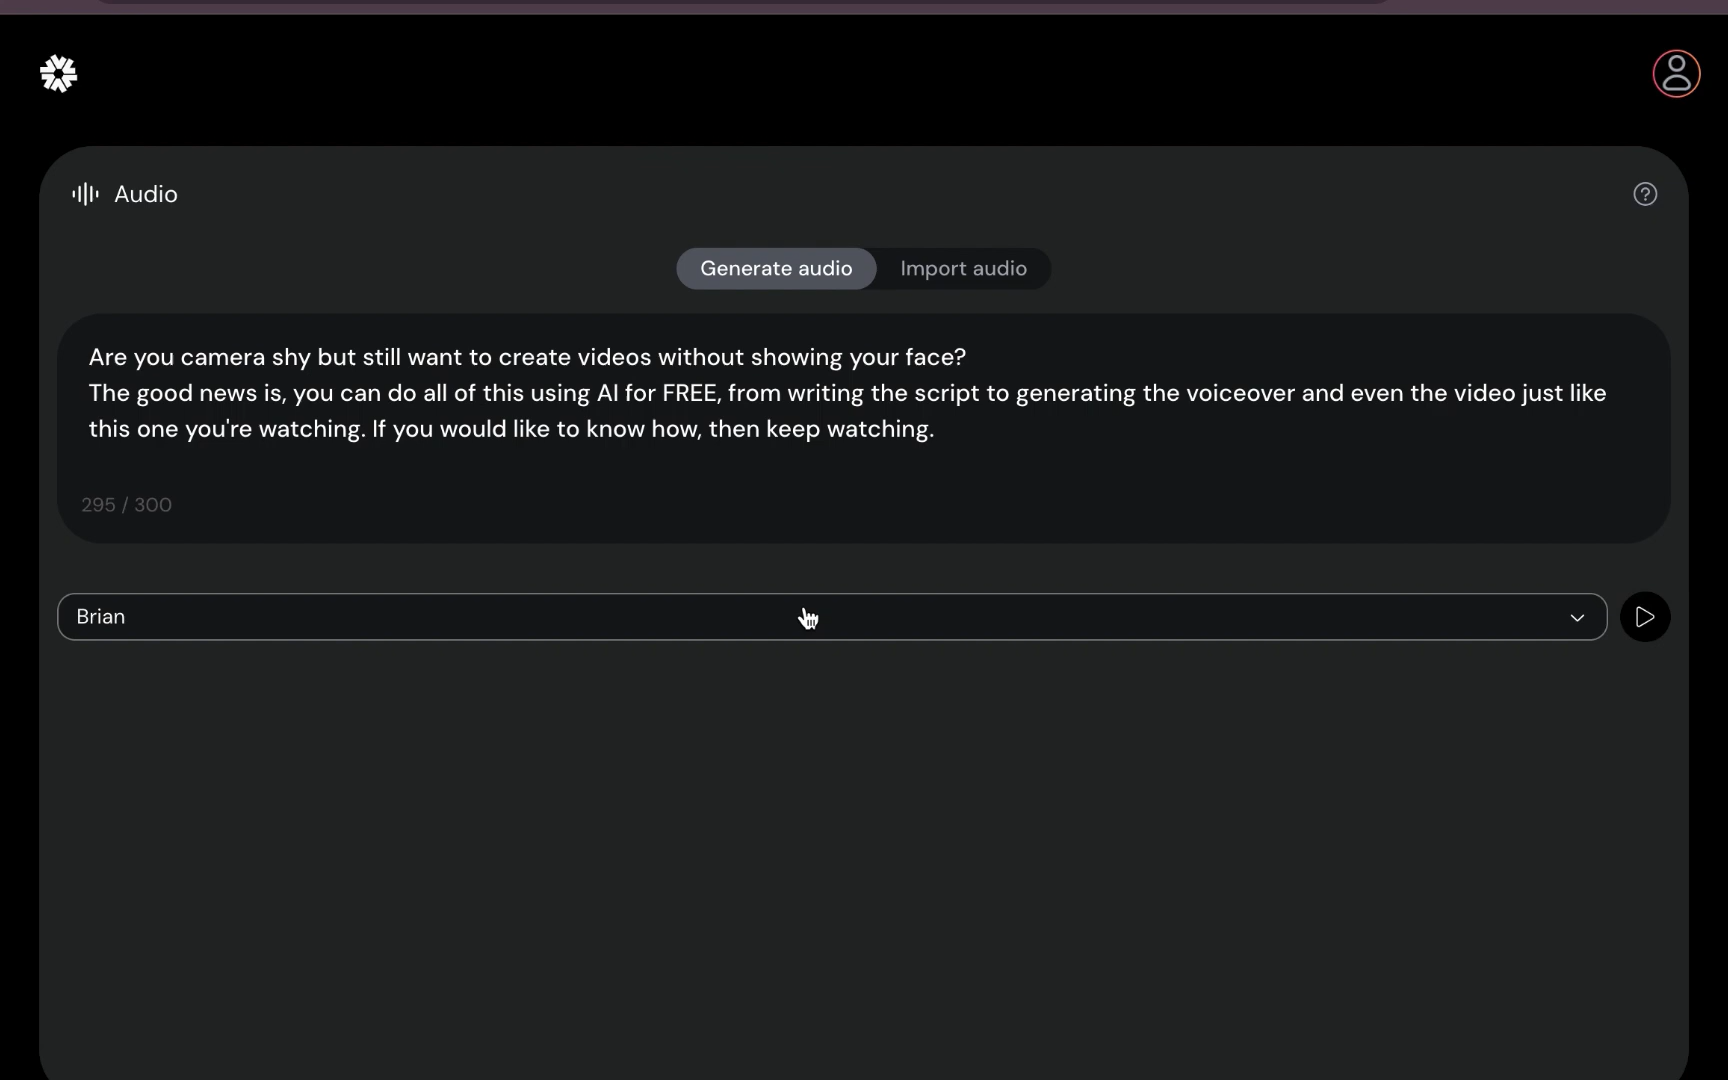 Audio
Generate audio
Import audio
Are you camera shy but still want to create videos without showing your face?
The good news is, you can do all of this using AI for FREE, from writing the script to generating the voiceover and even the video just like
this one you're watching. If you would like to know how, then keep watching.
295 / 300
Brian